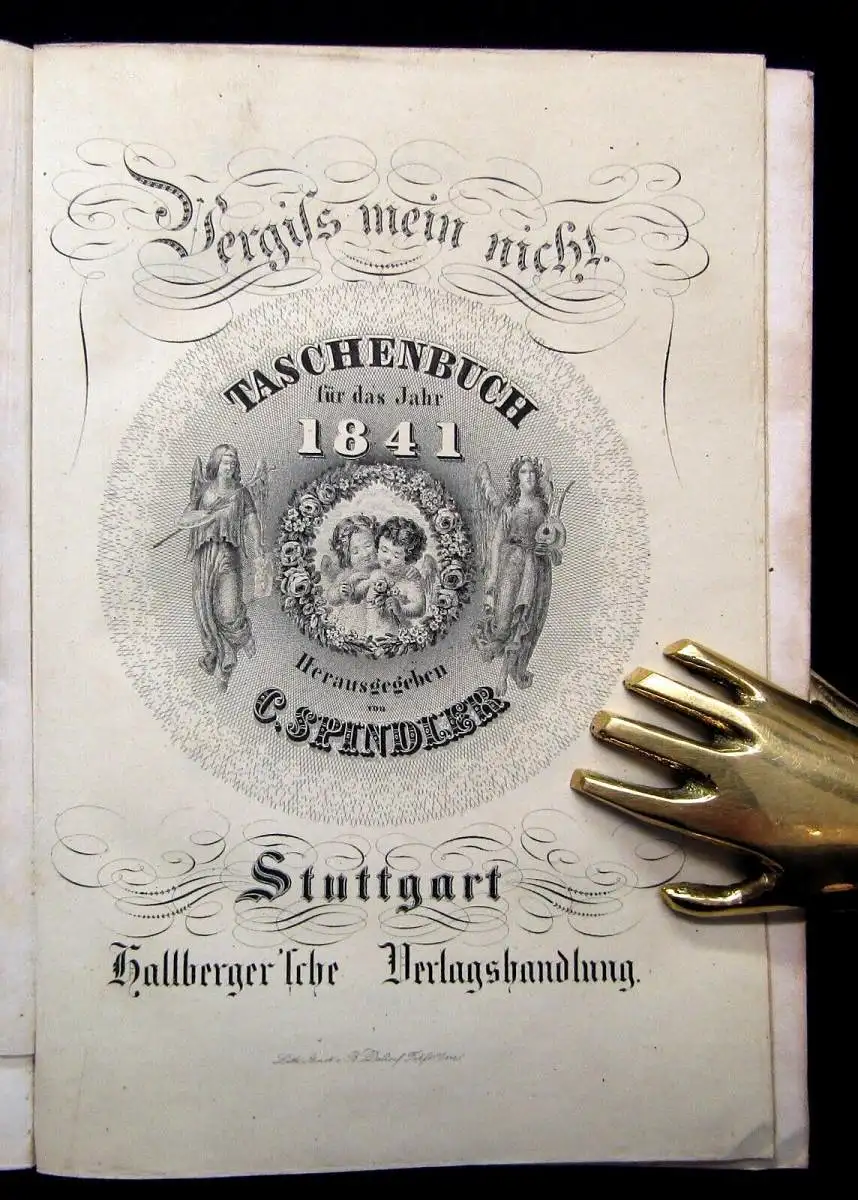 Vergiſs mein nicht.
TASCHENBUCH
für das Jahr
1841
Herausgegeben
von
C. SPINDLER
Stuttgart
Hallberger'ſche Verlagshandlung.